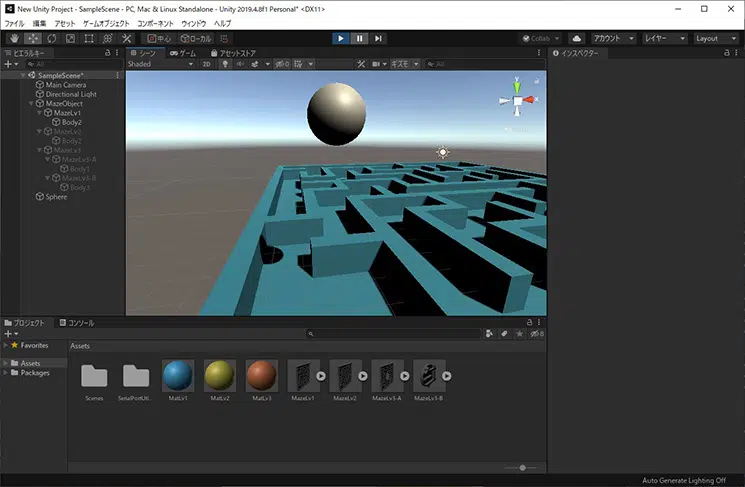 New Unity Project - SampleScene - PC, Mac & Linux Standalone - Unity 2019.4.8f1 Personal* <DX11>
ファイル 編集 アセット ゲームオブジェクト コンポーネント ウィンドウ ヘルプ
中心 ローカル Collab アカウント レイヤー Layout
ヒエラルキー シーン ゲーム アセットストア インスペクター
All Shaded 2D 0 ギズモ All
SampleScene*
Main Camera
Directional Light
MazeObject
MazeLv1
Body2
MazeLv2
Body2
MazeLv3
MazeLv3-A
Body1
MazeLv3-B
Body1
Sphere
y
x
プロジェクト コンソール
8
Favorites Assets
Assets
Packages
Scenes SerialPortUti... MatLv1 MatLv2 MatLv3 MazeLv1 MazeLv2 MazeLv3-A MazeLv3-B
Auto Generate Lighting Off